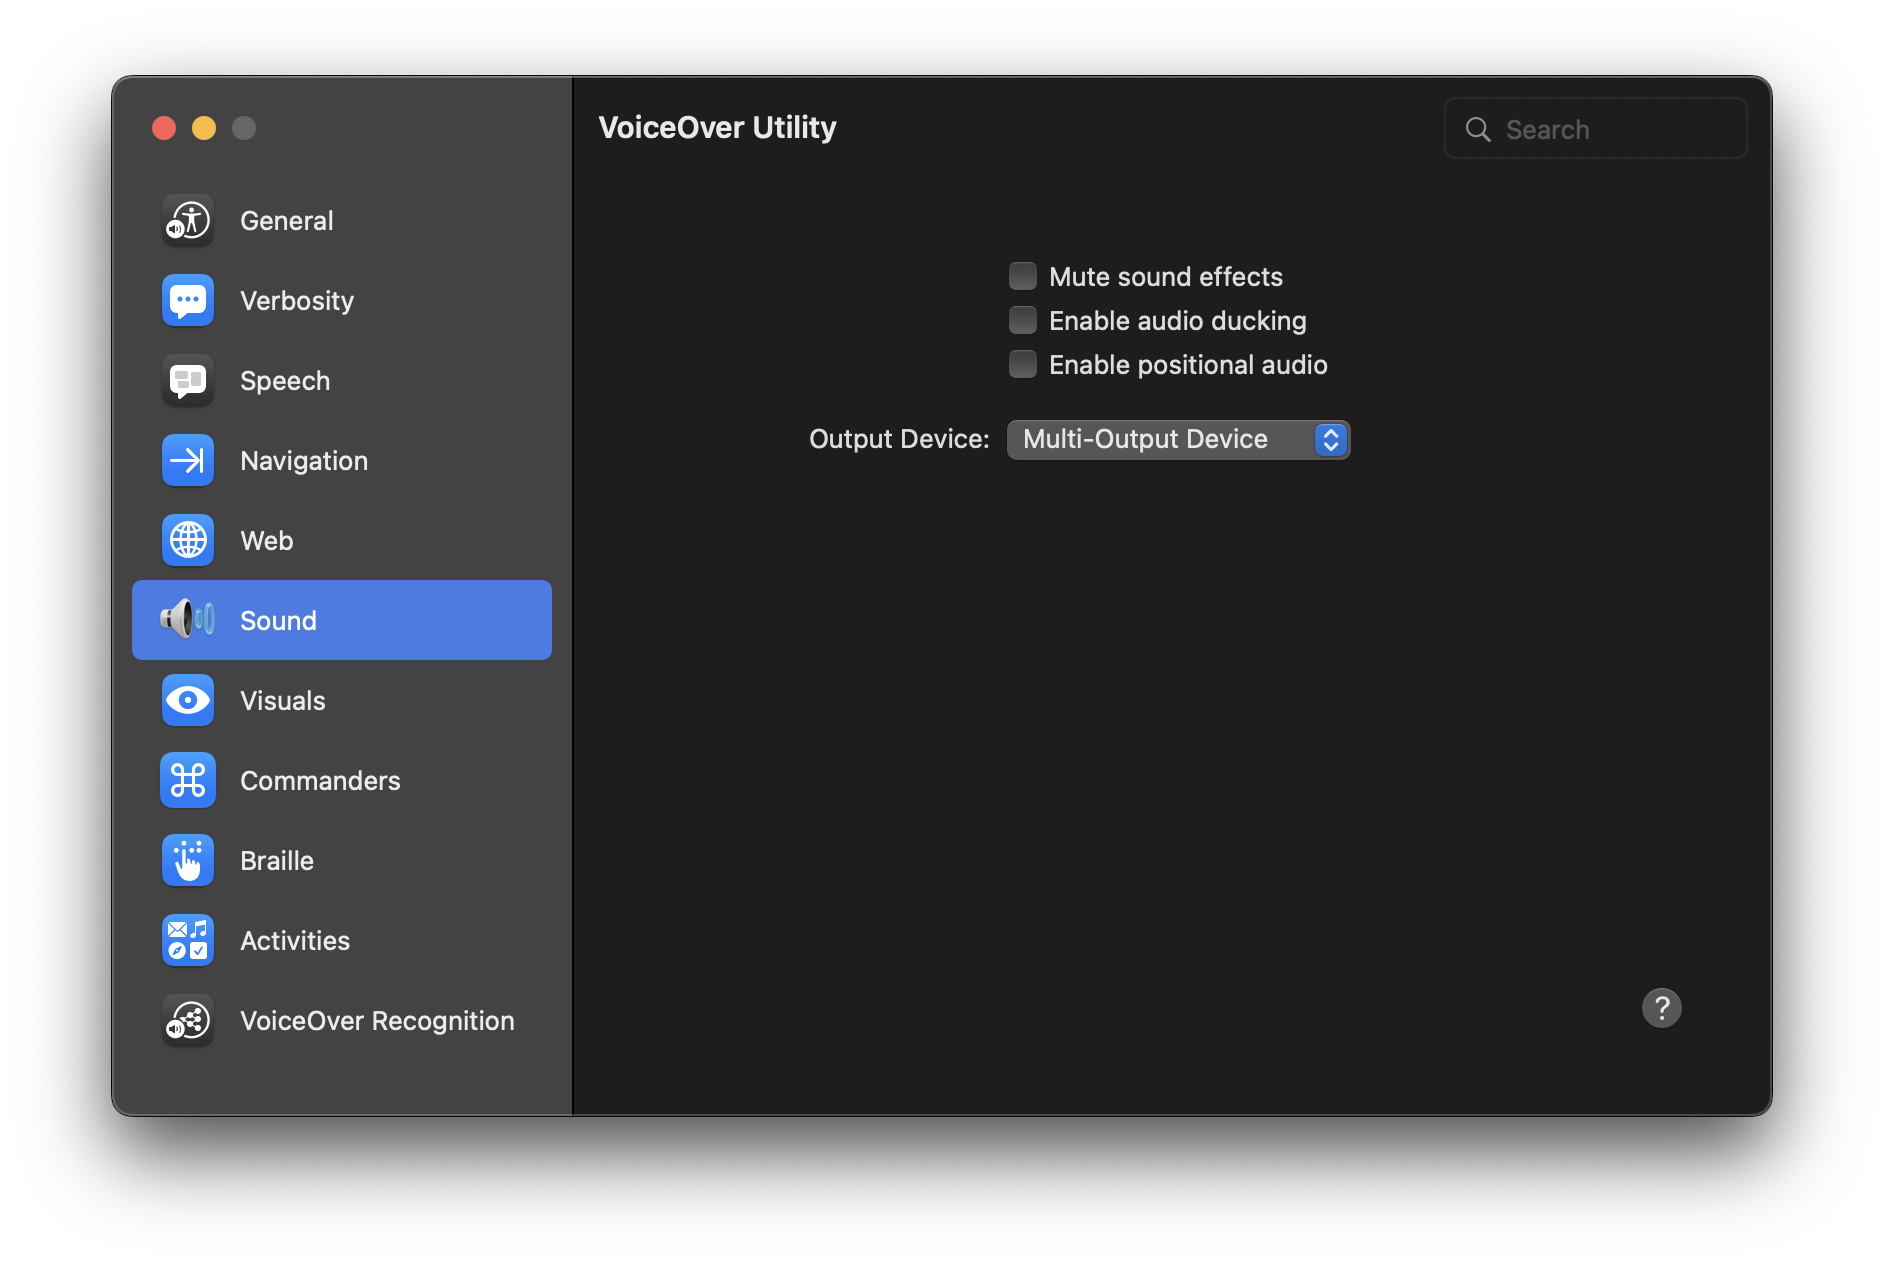 VoiceOver Utility
Search
General
Verbosity
Speech
Navigation
Web
Sound
Visuals
Commanders
Braille
Activities
VoiceOver Recognition
Mute sound effects
Enable audio ducking
Enable positional audio
Output Device: Multi-Output Device
?